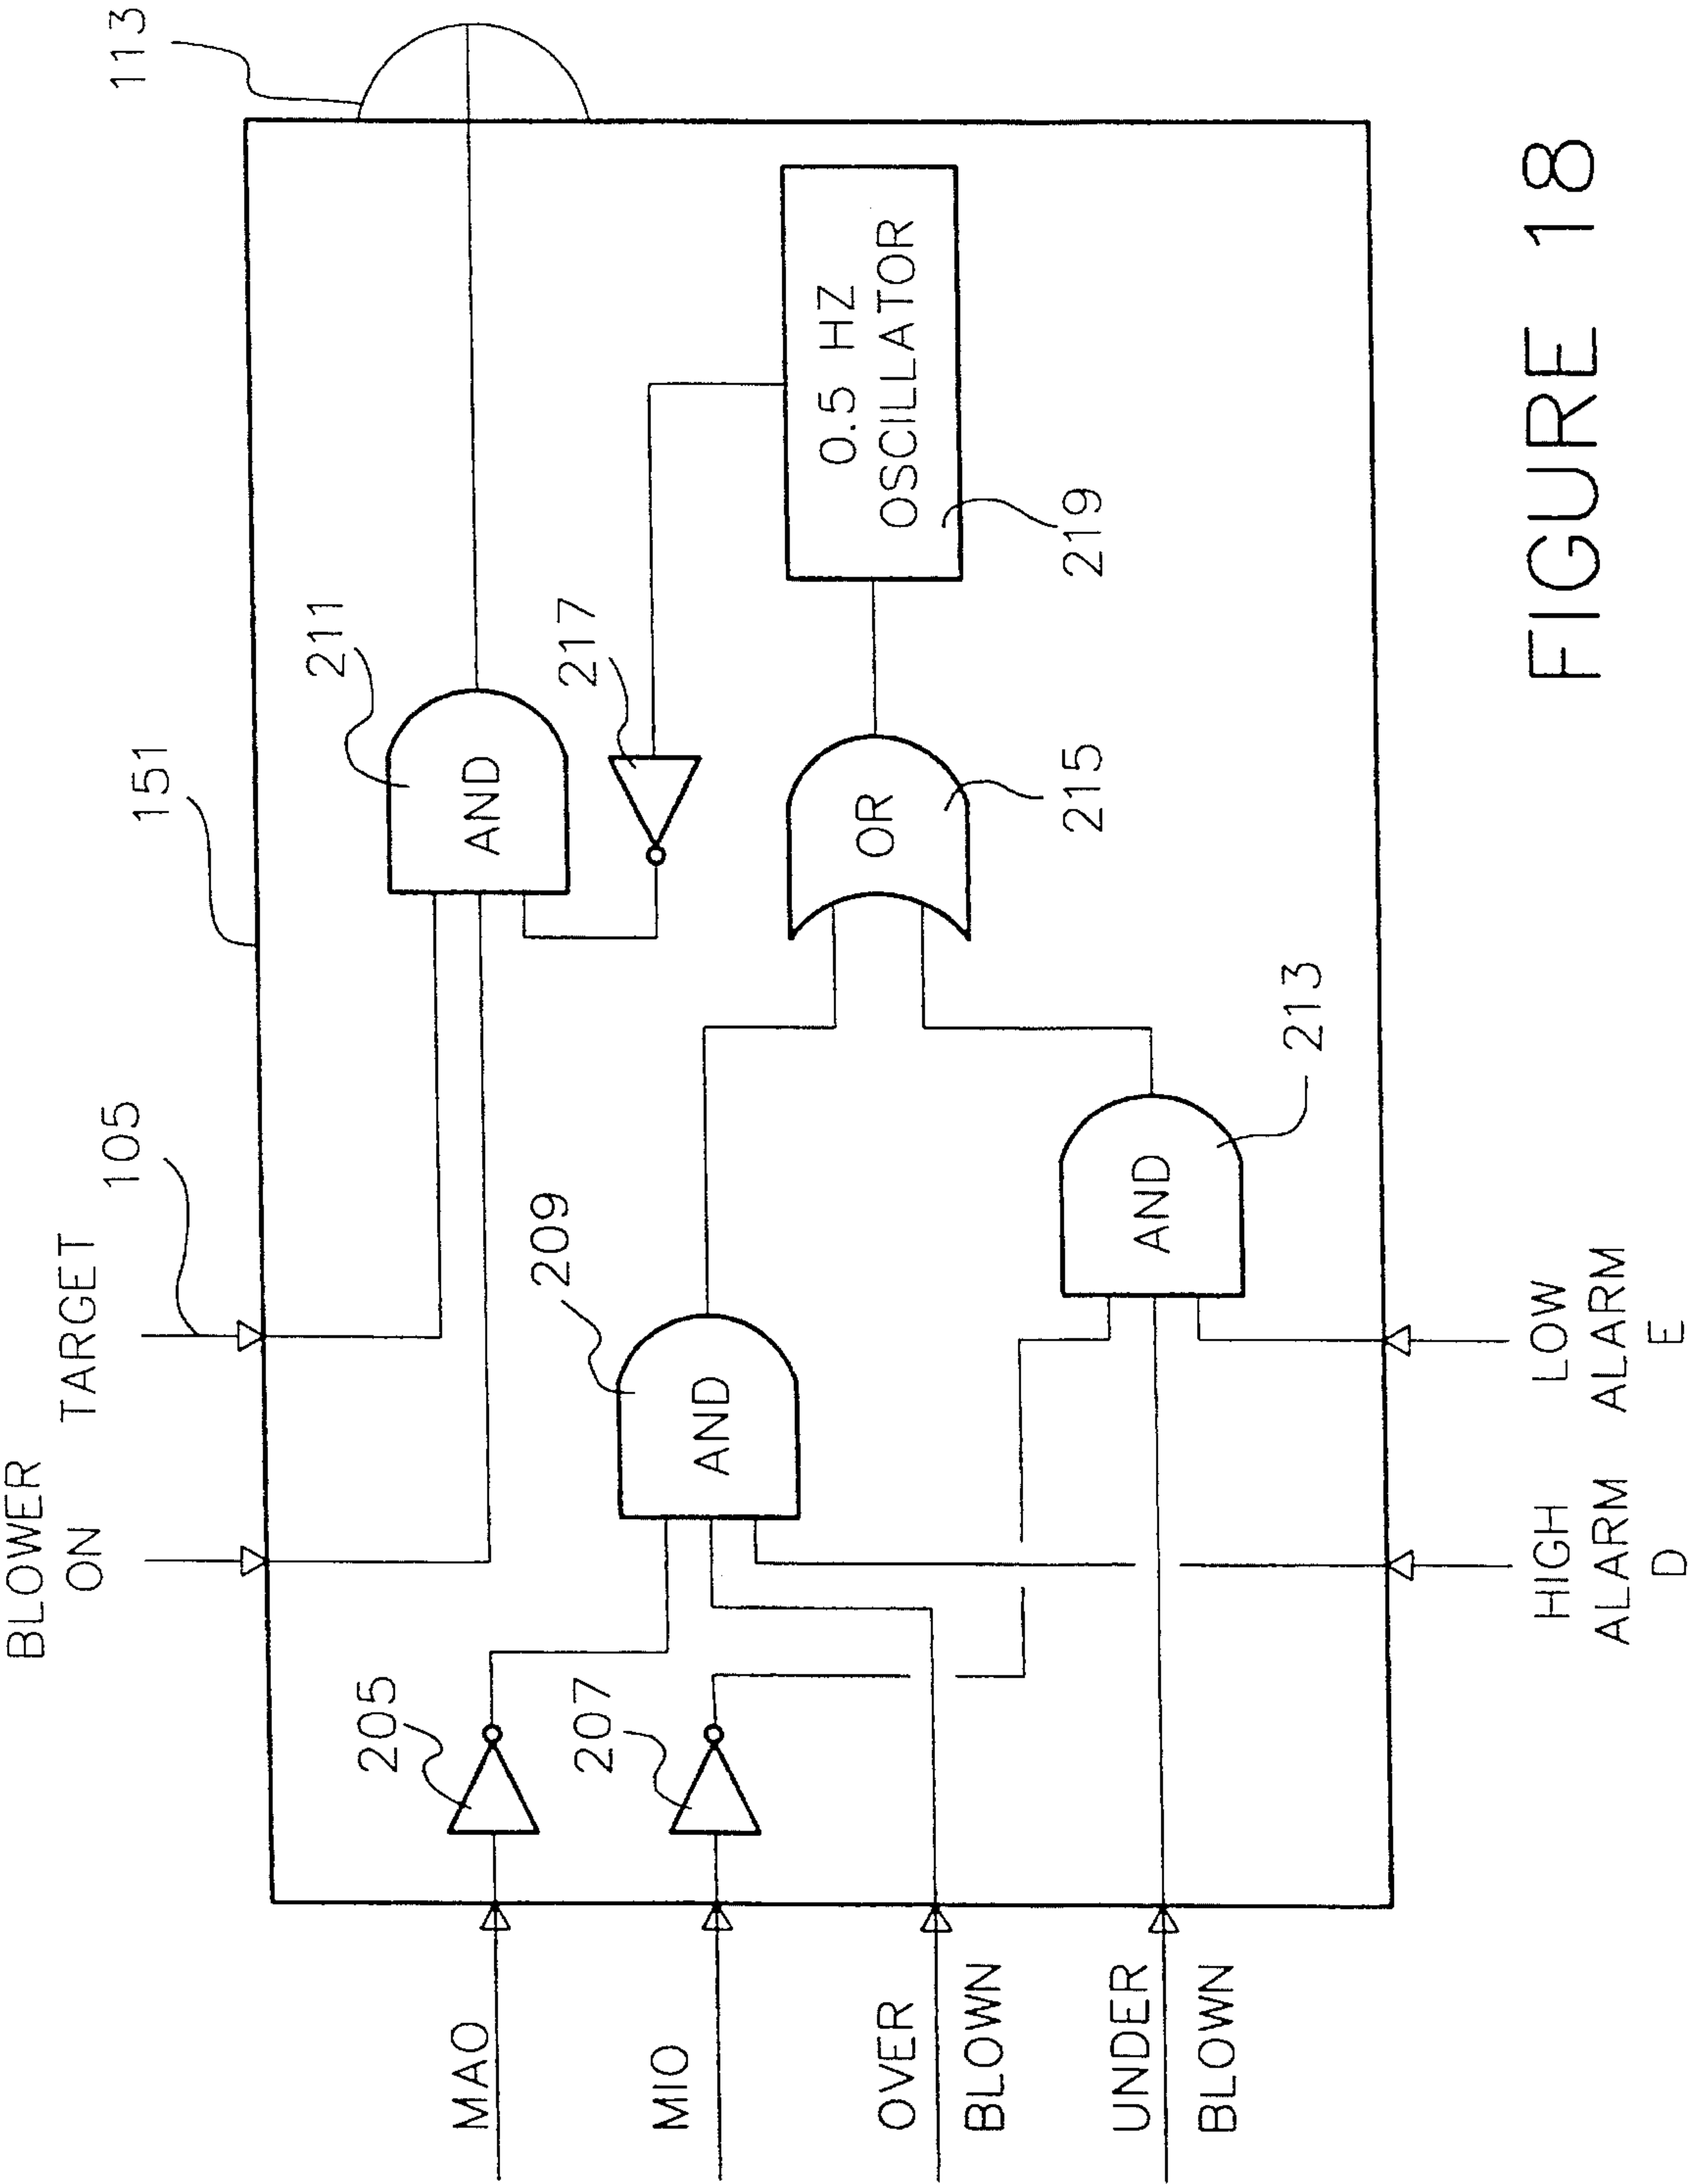 BLOWER
ON
TARGET
105
151
113
211
AND
217
0.5 HZ
OSCILLATOR
219
205
207
209
AND
OR
215
AND
213
MAO
MIO
OVER
BLOWN
UNDER
BLOWN
HIGH
ALARM
D
LOW
ALARM
E
FIGURE 18